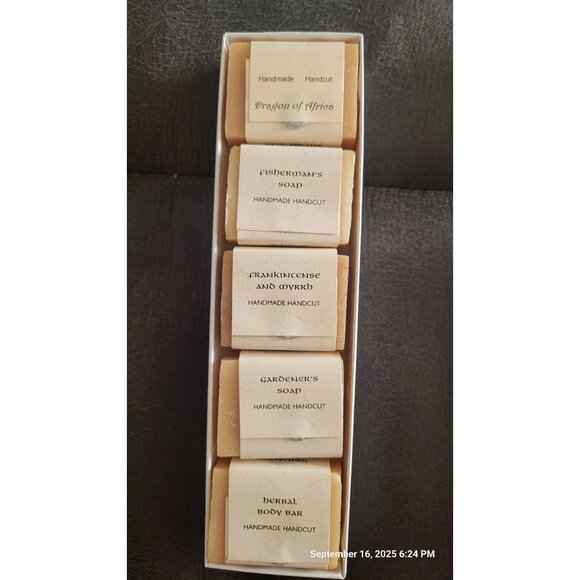 Handmade Handcut
Dragon of Africa
FISHERMAN'S
SOAP
HANDMADE HANDCUT
FRANKINCENSE
AND MYRRH
HANDMADE HANDCUT
GARDENER'S
SOAP
HANDMADE HANDCUT
HERBAL
BODY BAR
HANDMADE HANDCUT
September 16, 2025 6:24 PM